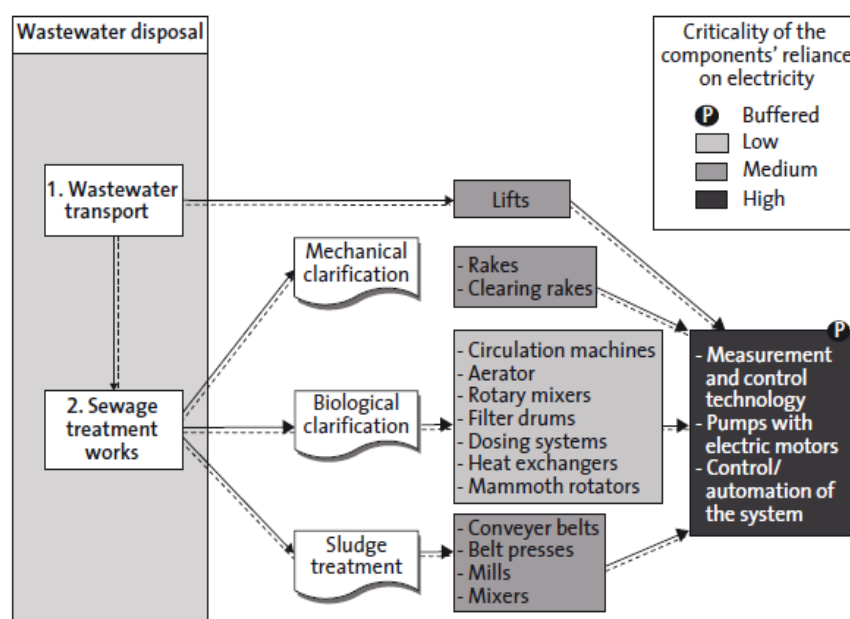 Wastewater disposal
1. Wastewater
transport
2. Sewage
treatment
works
Mechanical
clarification
Biological
clarification
Sludge
treatment
Lifts
- Rakes
- Clearing rakes
- Circulation machines
- Aerator
- Rotary mixers
- Filter drums
- Dosing systems
- Heat exchangers
- Mammoth rotators
- Conveyer belts
- Belt presses
- Mills
- Mixers
P
- Measurement
and control
technology
- Pumps with
electric motors
- Control/
automation of
the system
Criticality of the
components' reliance
on electricity
P Buffered
Low
Medium
High